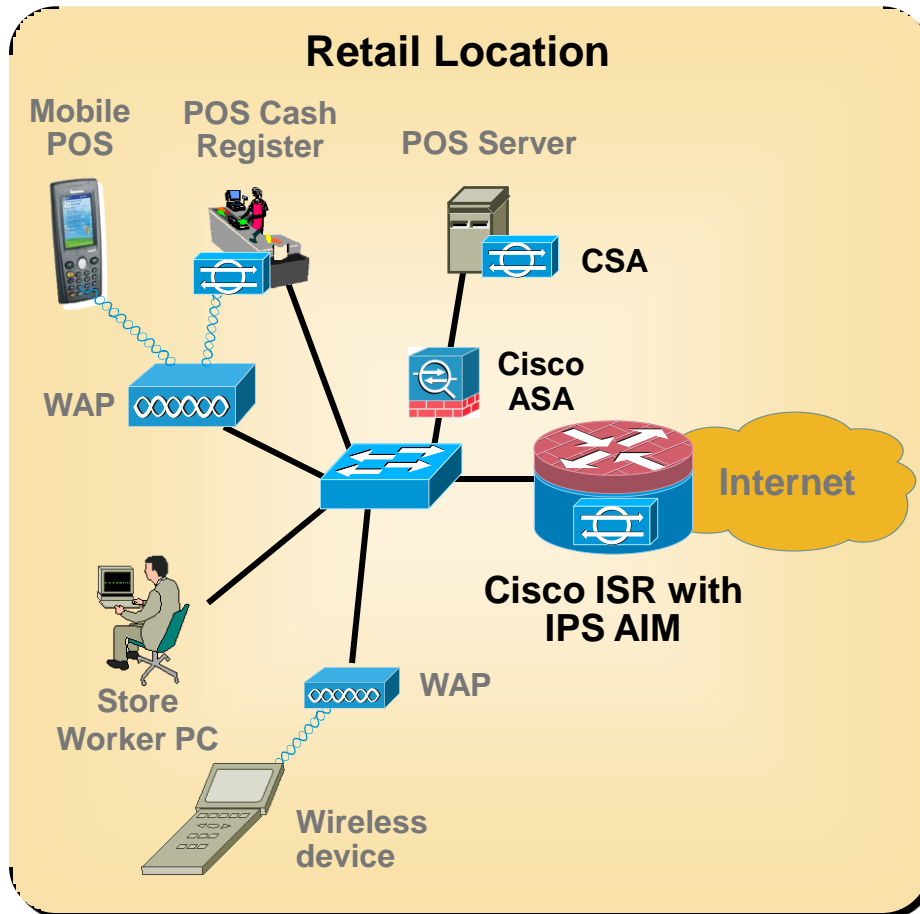 Retail Location
Mobile
POS
POS Cash
Register
POS Server
CSA
Cisco
ASA
WAP
Internet
Cisco ISR with
IPS AIM
WAP
Store
Worker PC
Wireless
device